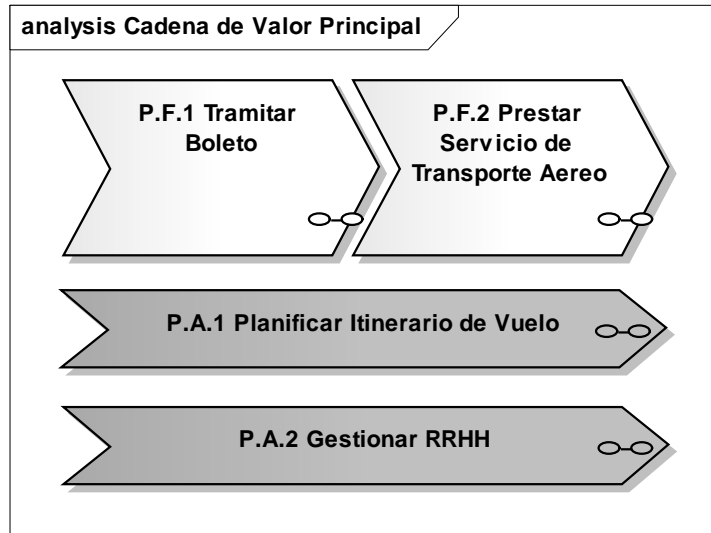 analysis Cadena de Valor Principal
P.F.1 Tramitar
Boleto
P.F.2 Prestar
Servicio de
Transporte Aereo
P.A.1 Planificar Itinerario de Vuelo
P.A.2 Gestionar RRHH